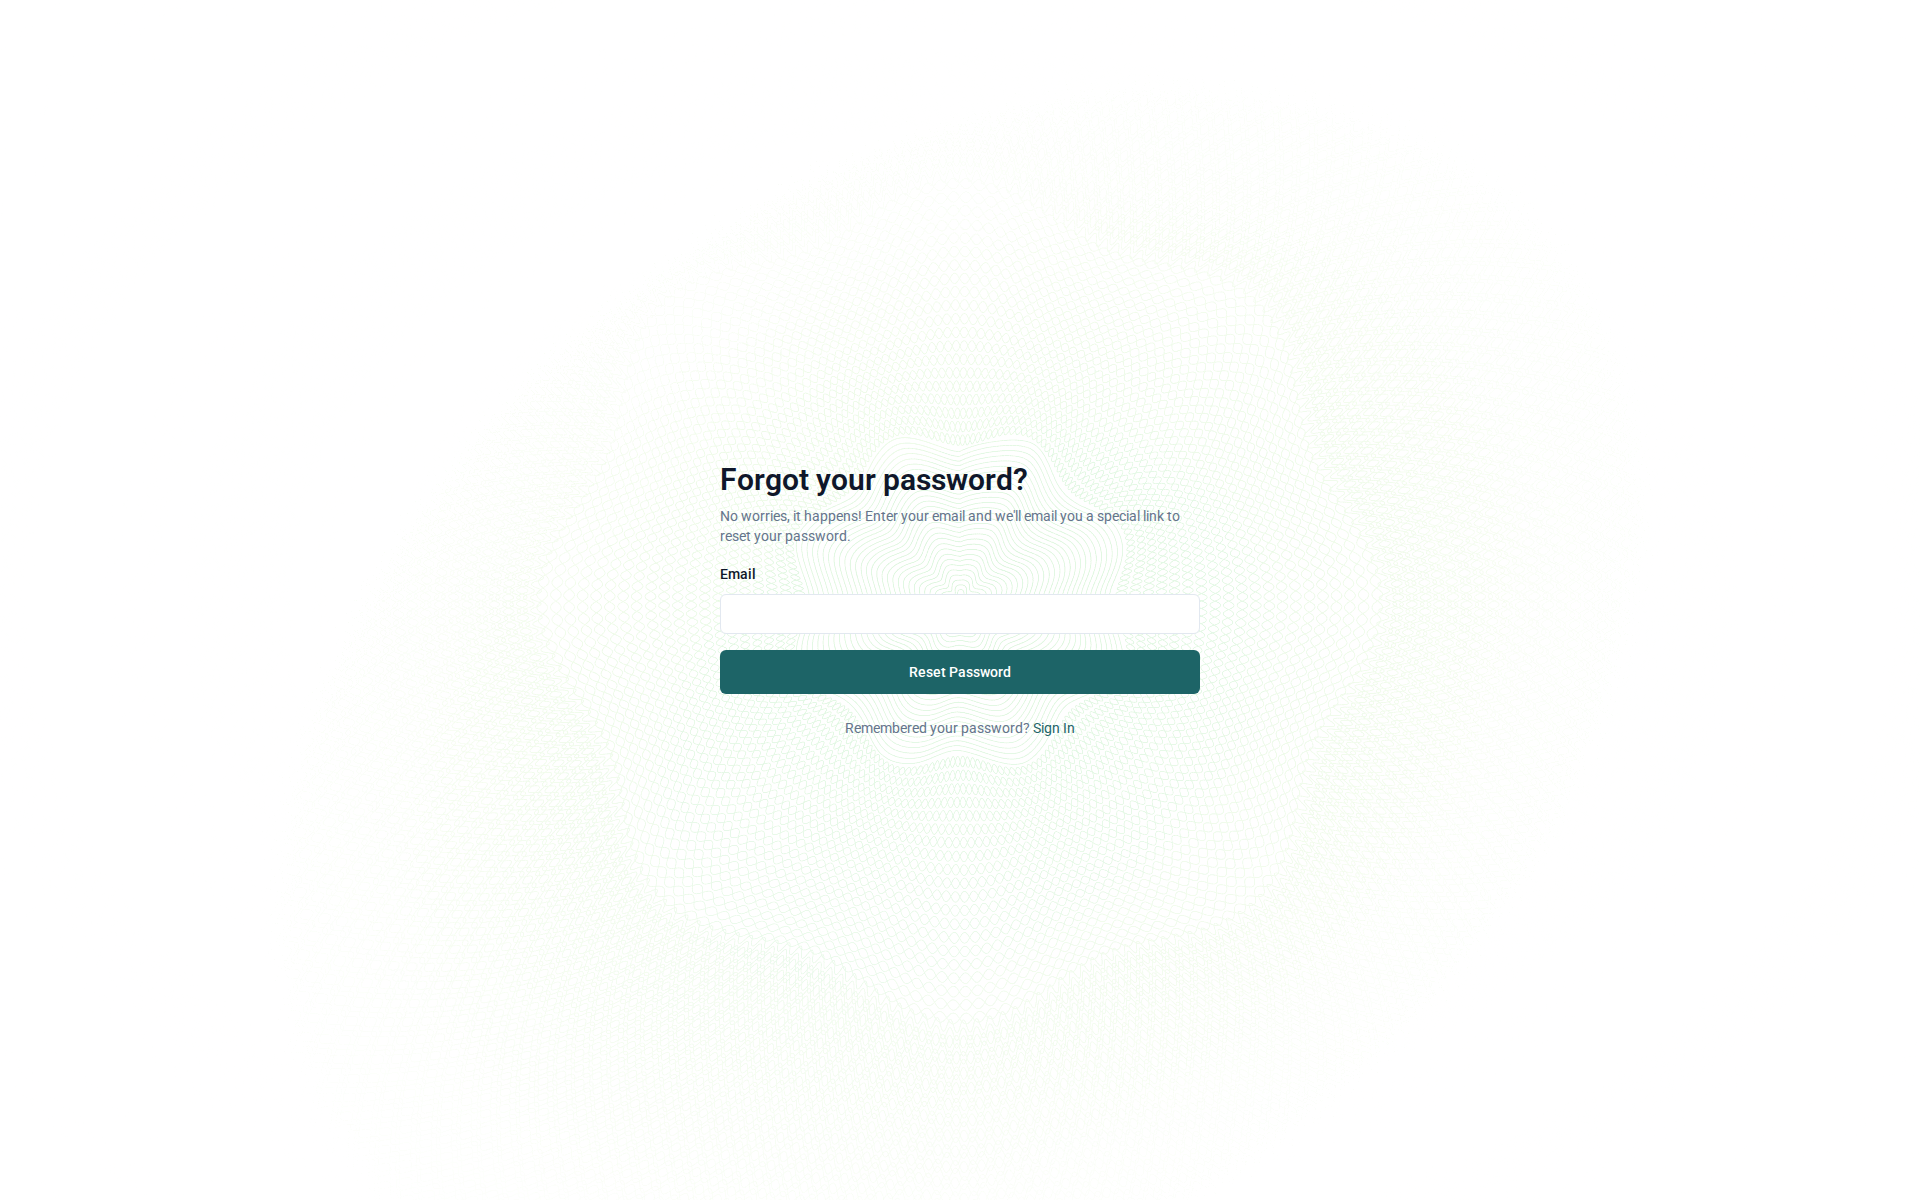 Forgot your password?
No worries, it happens! Enter your email and we'll email you a special link to
reset your password.
Email
Reset Password
Remembered your password? Sign In